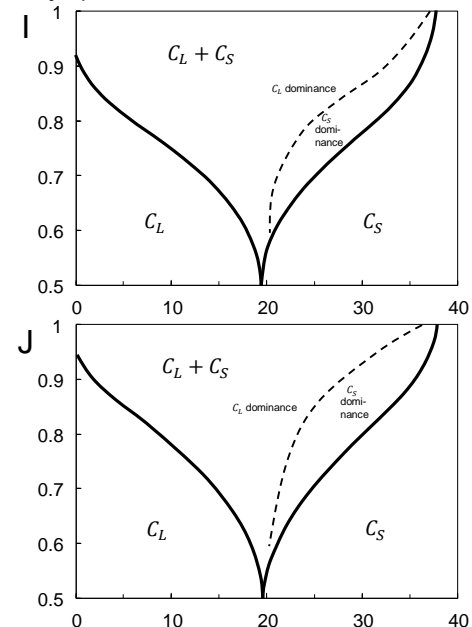 I
1
0.9
0.8
0.7
0.6
0.5
C_L + C_S
C_L dominance
C_S
domi-
nance
C_L
C_S
0
10
20
30
40
J
1
0.9
0.8
0.7
0.6
0.5
C_L + C_S
C_L dominance
C_S
domi-
nance
C_L
C_S
0
10
20
30
40